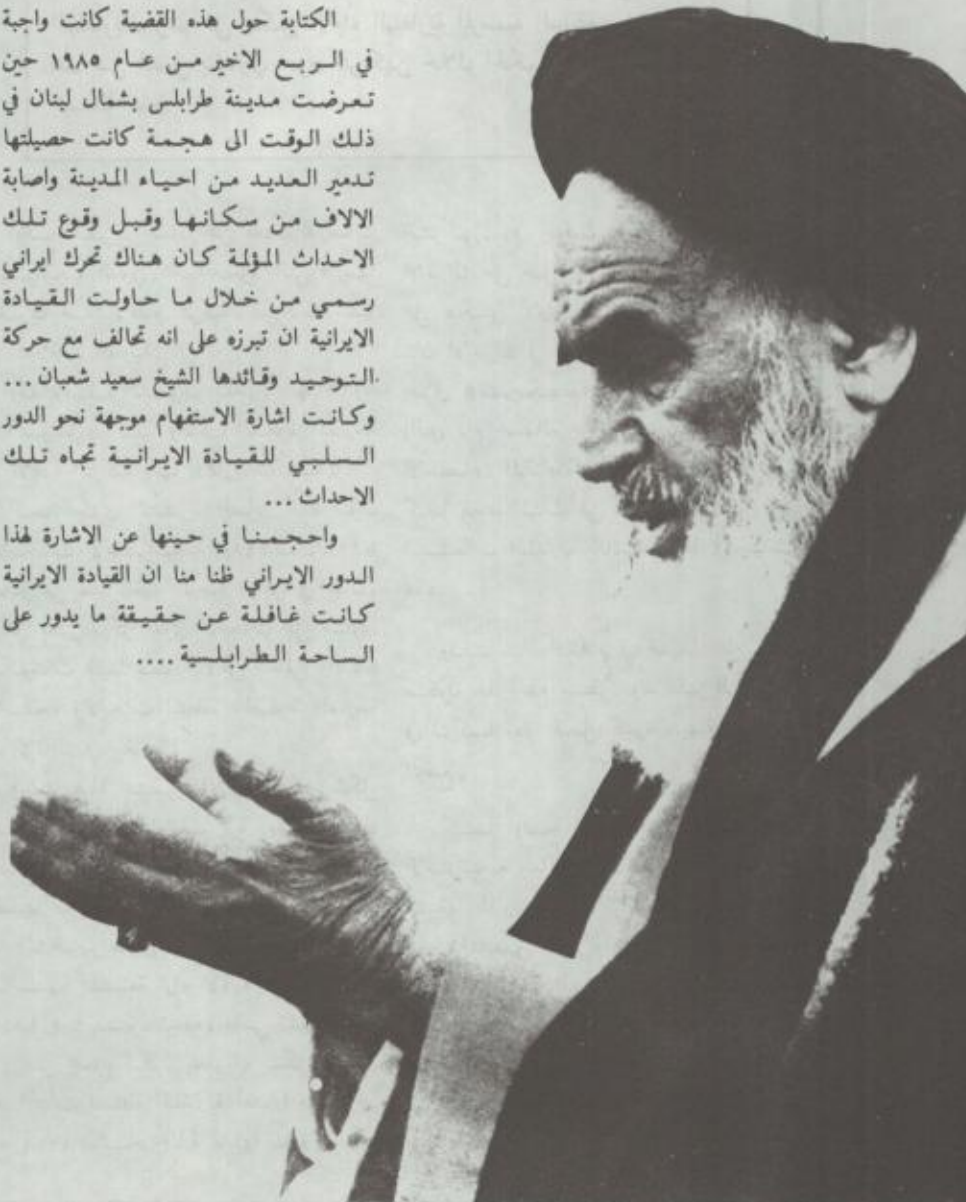 الكتابة حول هذه القضية كانت واجبة
في الربع الاخير من عام ١٩٨٥ حين
تعرضت مدينة طرابلس بشمال لبنان في
ذلك الوقت الى هجمة كانت حصيلتها
تدمير العديد من احياء المدينة واصابة
الالاف من سكانها وقبل وقوع تلك
الاحداث المؤلمة كان هناك تحرك ايراني
رسمي من خلال ما حاولت القيادة
الايرانية ان تبرزه على انه تحالف مع حركة
التوحيد وقائدها الشيخ سعيد شعبان ...
وكانت اشارة الاستفهام موجهة نحو الدور
السلبي للقيادة الايرانية تجاه تلك
الاحداث ...
واحجمنا في حينها عن الاشارة لهذا
الدور الايراني ظنا منا ان القيادة الايرانية
كانت غافلة عن حقيقة ما يدور على
الساحة الطرابلسية ....